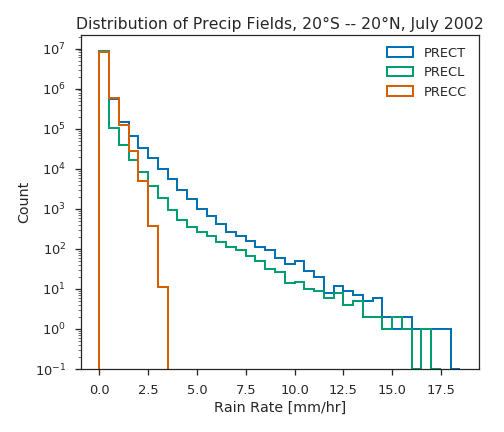 Distribution of Precip Fields, 20°S -- 20°N, July 2002
PRECT
PRECL
PRECC
10⁷
10⁶
10⁵
10⁴
10³
10²
10¹
10⁰
10⁻¹
Count
0.0 2.5 5.0 7.5 10.0 12.5 15.0 17.5
Rain Rate [mm/hr]